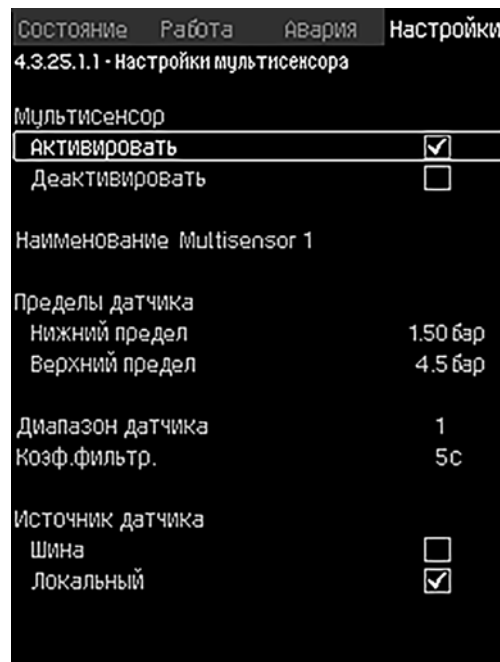 Состояние Работа Авария Настройки
4.3.25.1.1 - Настройки мультисенсора
Мультисенсор
Активировать
Деактивировать
Наименование Multisensor 1
Пределы датчика
Нижний предел 1.50 бар
Верхний предел 4.5 бар
Диапазон датчика 1
Коэф.фильтр. 5с
Источник датчика
Шина
Локальный